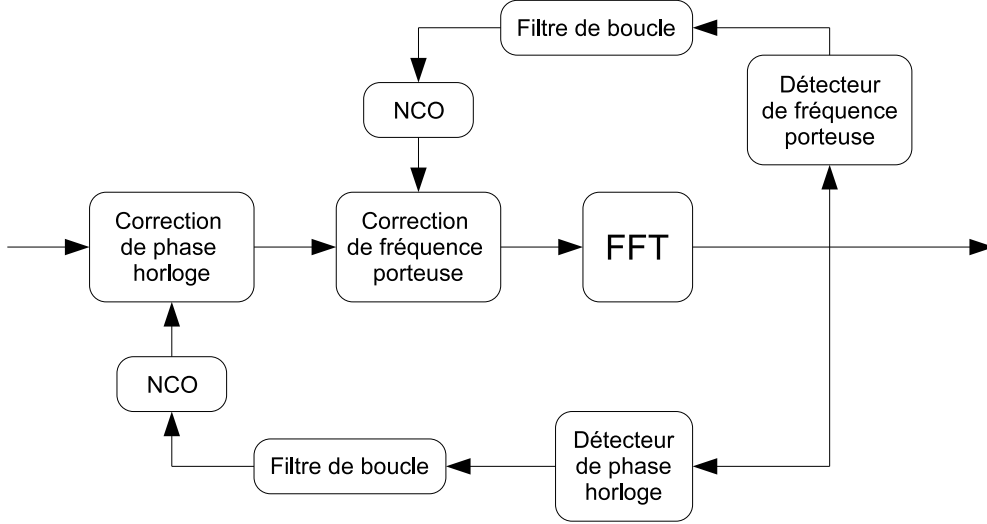 Filtre de boucle
Détecteur
de fréquence
porteuse
NCO
Correction
de phase
horloge
Correction
de fréquence
porteuse
FFT
NCO
Filtre de boucle
Détecteur
de phase
horloge